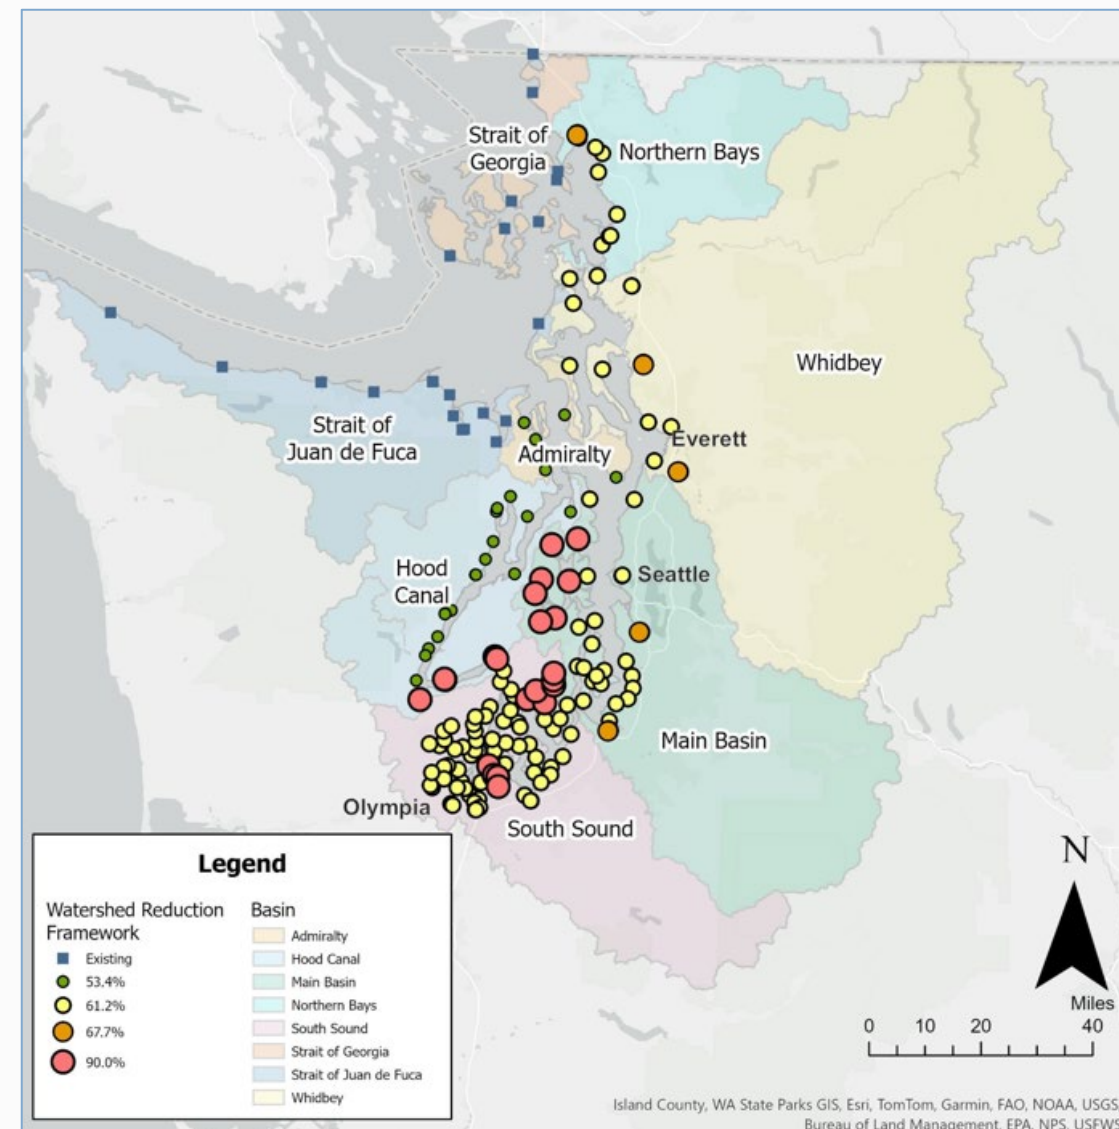 Strait of
Georgia
Northern Bays
Whidbey
Strait of
Juan de Fuca
Everett
Admiralty
Hood
Canal
Seattle
Main Basin
Olympia
South Sound
Legend
Watershed Reduction
Framework
Existing
53.4%
61.2%
67.7%
90.0%
Basin
Admiralty
Hood Canal
Main Basin
Northern Bays
South Sound
Strait of Georgia
Strait of Juan de Fuca
Whidbey
N
Miles
0 10 20 40
Island County, WA State Parks GIS, Esri, TomTom, Garmin, FAO, NOAA, USGS,
Bureau of Land Management, EPA, NPS, USFWS